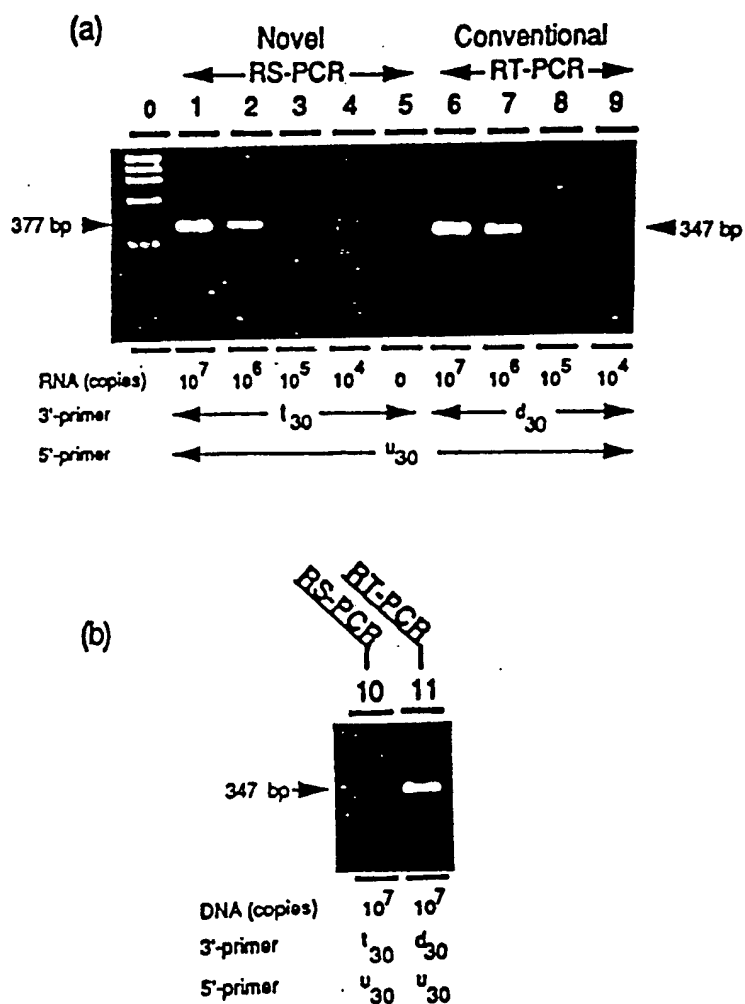 (a)
Novel Conventional
RS-PCR RT-PCR
0 1 2 3 4 5 6 7 8 9
377 bp 347 bp
RNA (copies) 10^7 10^6 10^5 10^4 0 10^7 10^6 10^5 10^4
3'-primer t30 d30
5'-primer u30
(b)
RS-PCR RT-PCR
10 11
347 bp
DNA (copies) 10^7 10^7
3'-primer t30 d30
5'-primer u30 u30